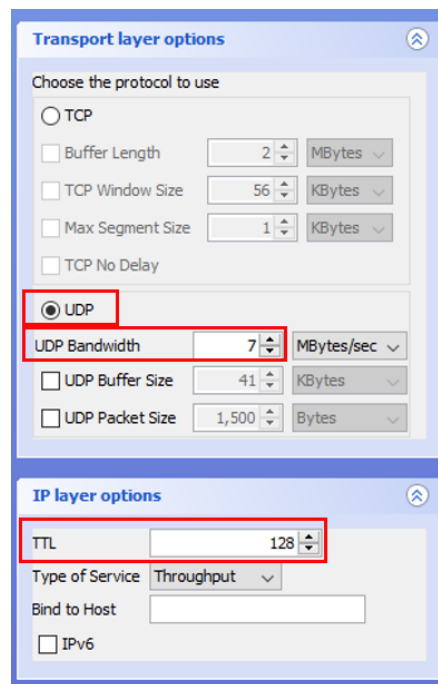 Transport layer options
Choose the protocol to use
TCP
Buffer Length 2 MBytes
TCP Window Size 56 KBytes
Max Segment Size 1 KBytes
TCP No Delay
UDP
UDP Bandwidth 7 MBytes/sec
UDP Buffer Size 41 KBytes
UDP Packet Size 1,500 Bytes
IP layer options
TTL 128
Type of Service Throughput
Bind to Host
IPv6